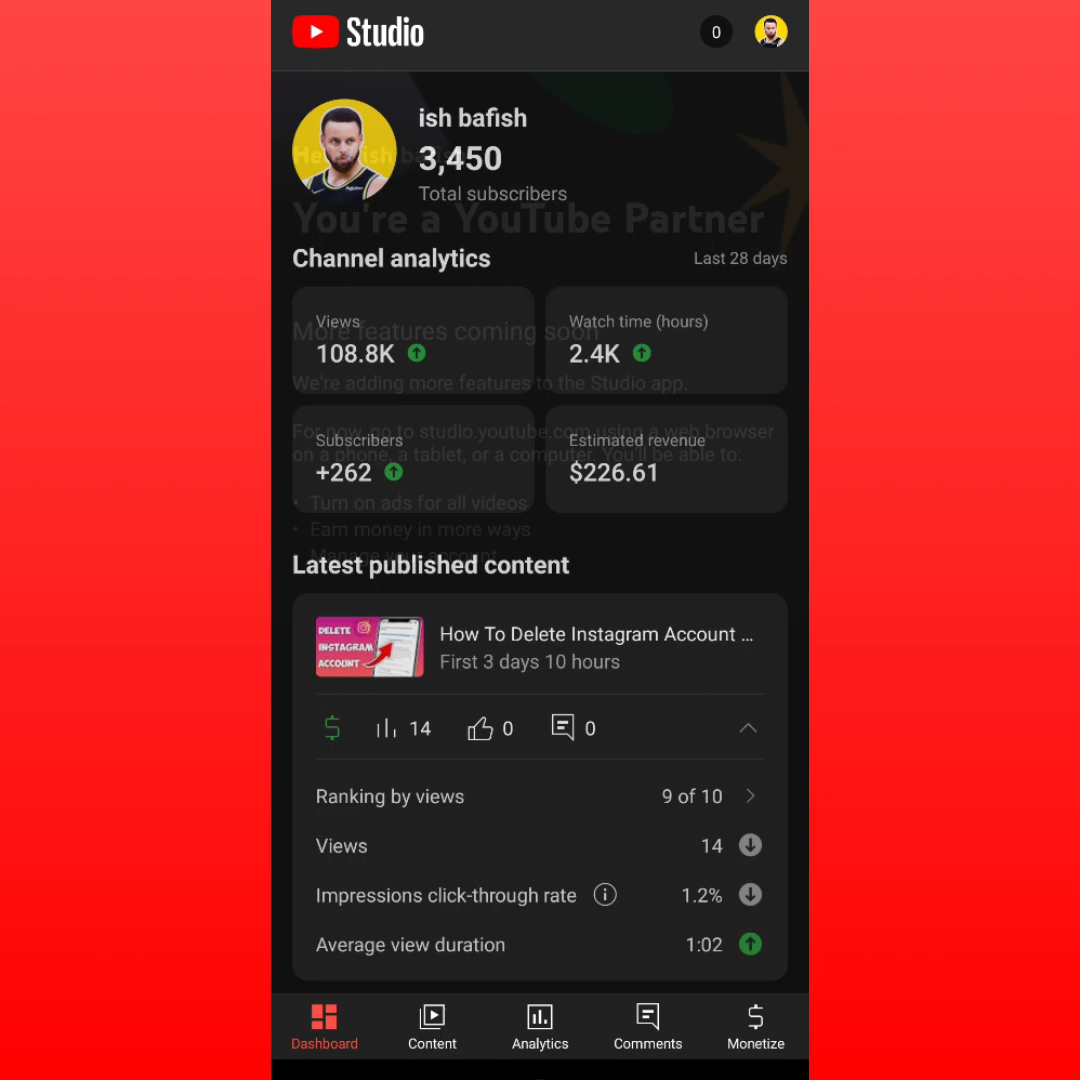 Studio
0
ish bafish
Hey ish bafish
3,450
Total subscribers
You're a YouTube Partner
Channel analytics
Last 28 days
Views
Watch time (hours)
More features coming soon
108.8K
2.4K
We're adding more features to the Studio app.
For now, go to studio.youtube.com using a web browser
on a phone, a tablet, or a computer. You'll be able to:
Subscribers
Estimated revenue
+262
$226.61
• Turn on ads for all videos
• Earn money in more ways
• Manage your account
Latest published content
DELETE
INSTAGRAM
ACCOUNT
How To Delete Instagram Account ...
First 3 days 10 hours
14
0
0
Ranking by views
9 of 10
Views
14
Impressions click-through rate
1.2%
Average view duration
1:02
Dashboard
Content
Analytics
Comments
Monetize